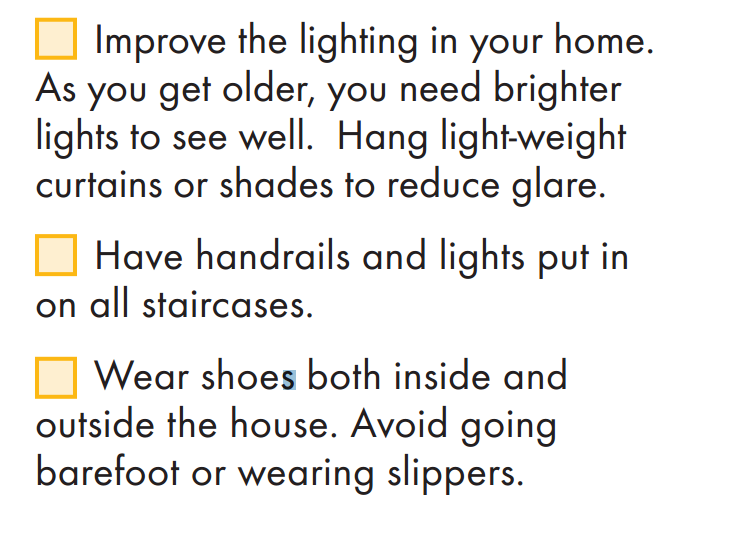 Improve the lighting in your home.
As you get older, you need brighter
lights to see well.  Hang light-weight
curtains or shades to reduce glare.
Have handrails and lights put in
on all staircases.
Wear shoes both inside and
outside the house. Avoid going
barefoot or wearing slippers.